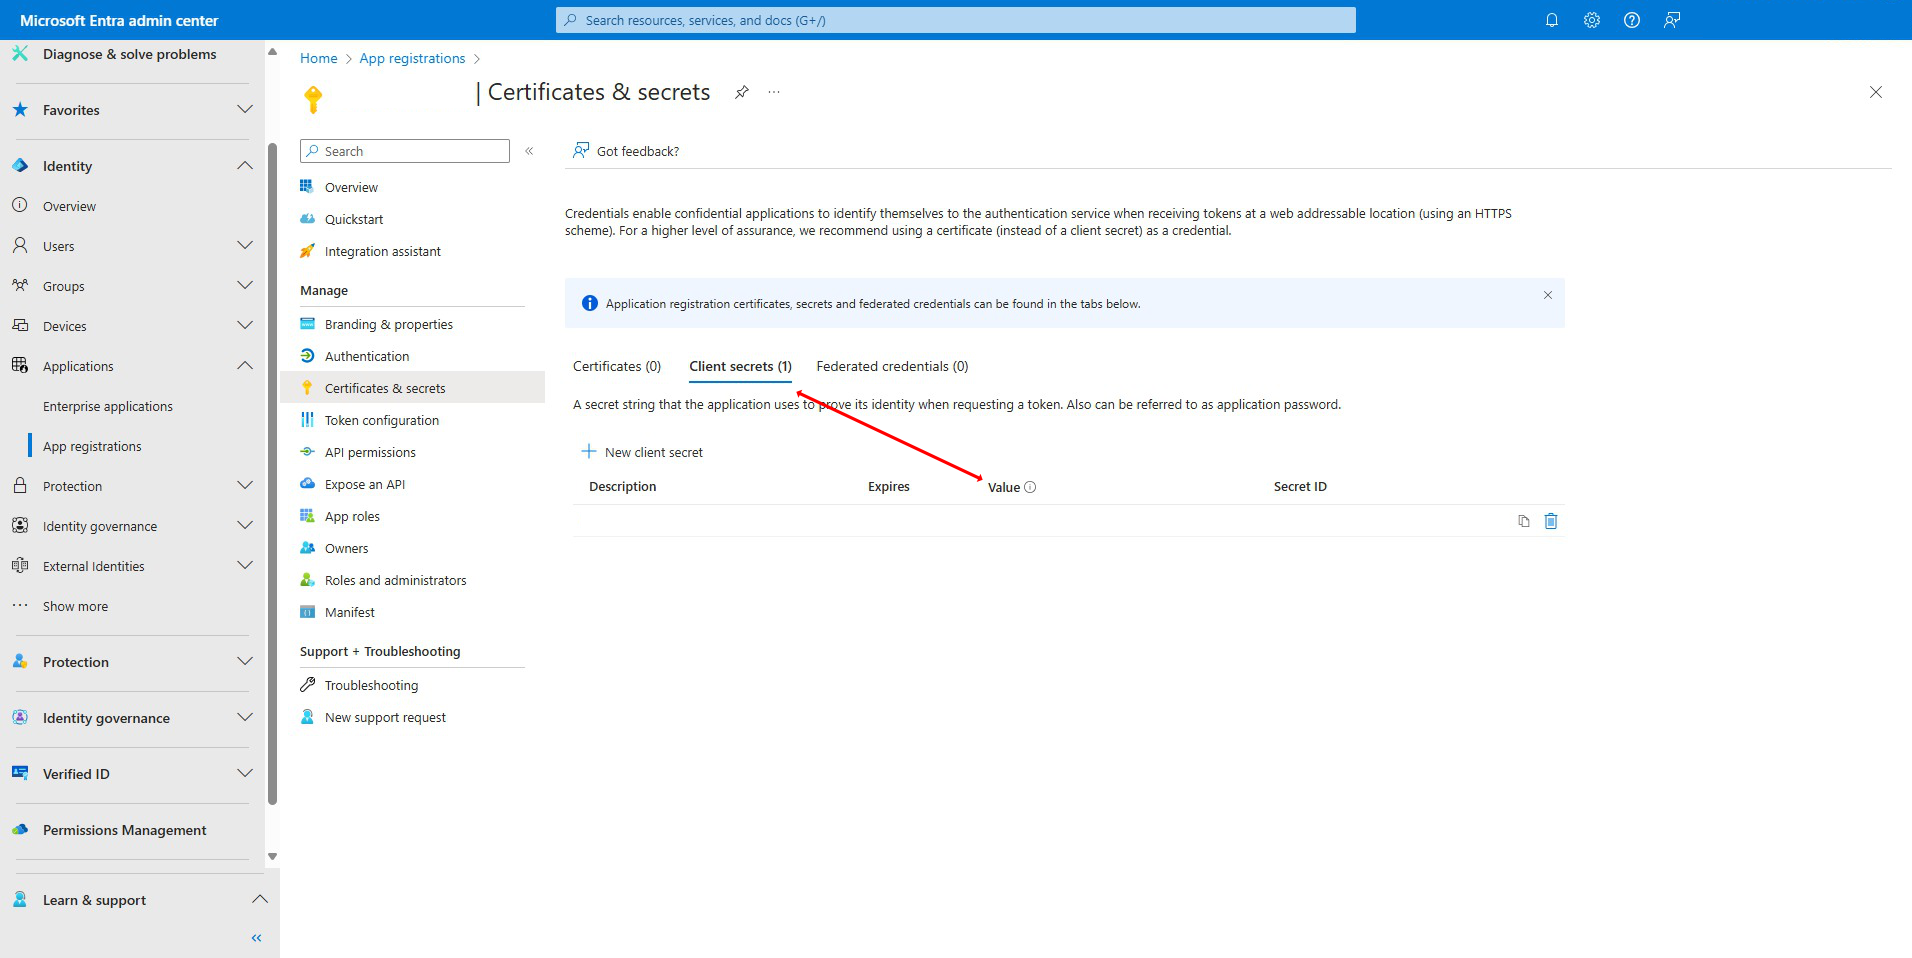 Microsoft Entra admin center
Search resources, services, and docs (G+/)
Diagnose & solve problems
Favorites
Identity
Overview
Users
Groups
Devices
Applications
Enterprise applications
App registrations
Protection
Identity governance
External Identities
Show more
Protection
Identity governance
Verified ID
Permissions Management
Learn & support
Home > App registrations >
| Certificates & secrets
Search
Overview
Quickstart
Integration assistant
Manage
Branding & properties
Authentication
Certificates & secrets
Token configuration
API permissions
Expose an API
App roles
Owners
Roles and administrators
Manifest
Support + Troubleshooting
Troubleshooting
New support request
Got feedback?
Credentials enable confidential applications to identify themselves to the authentication service when receiving tokens at a web addressable location (using an HTTPS
scheme). For a higher level of assurance, we recommend using a certificate (instead of a client secret) as a credential.
Application registration certificates, secrets and federated credentials can be found in the tabs below.
Certificates (0) Client secrets (1) Federated credentials (0)
A secret string that the application uses to prove its identity when requesting a token. Also can be referred to as application password.
New client secret
Description Expires Value Secret ID